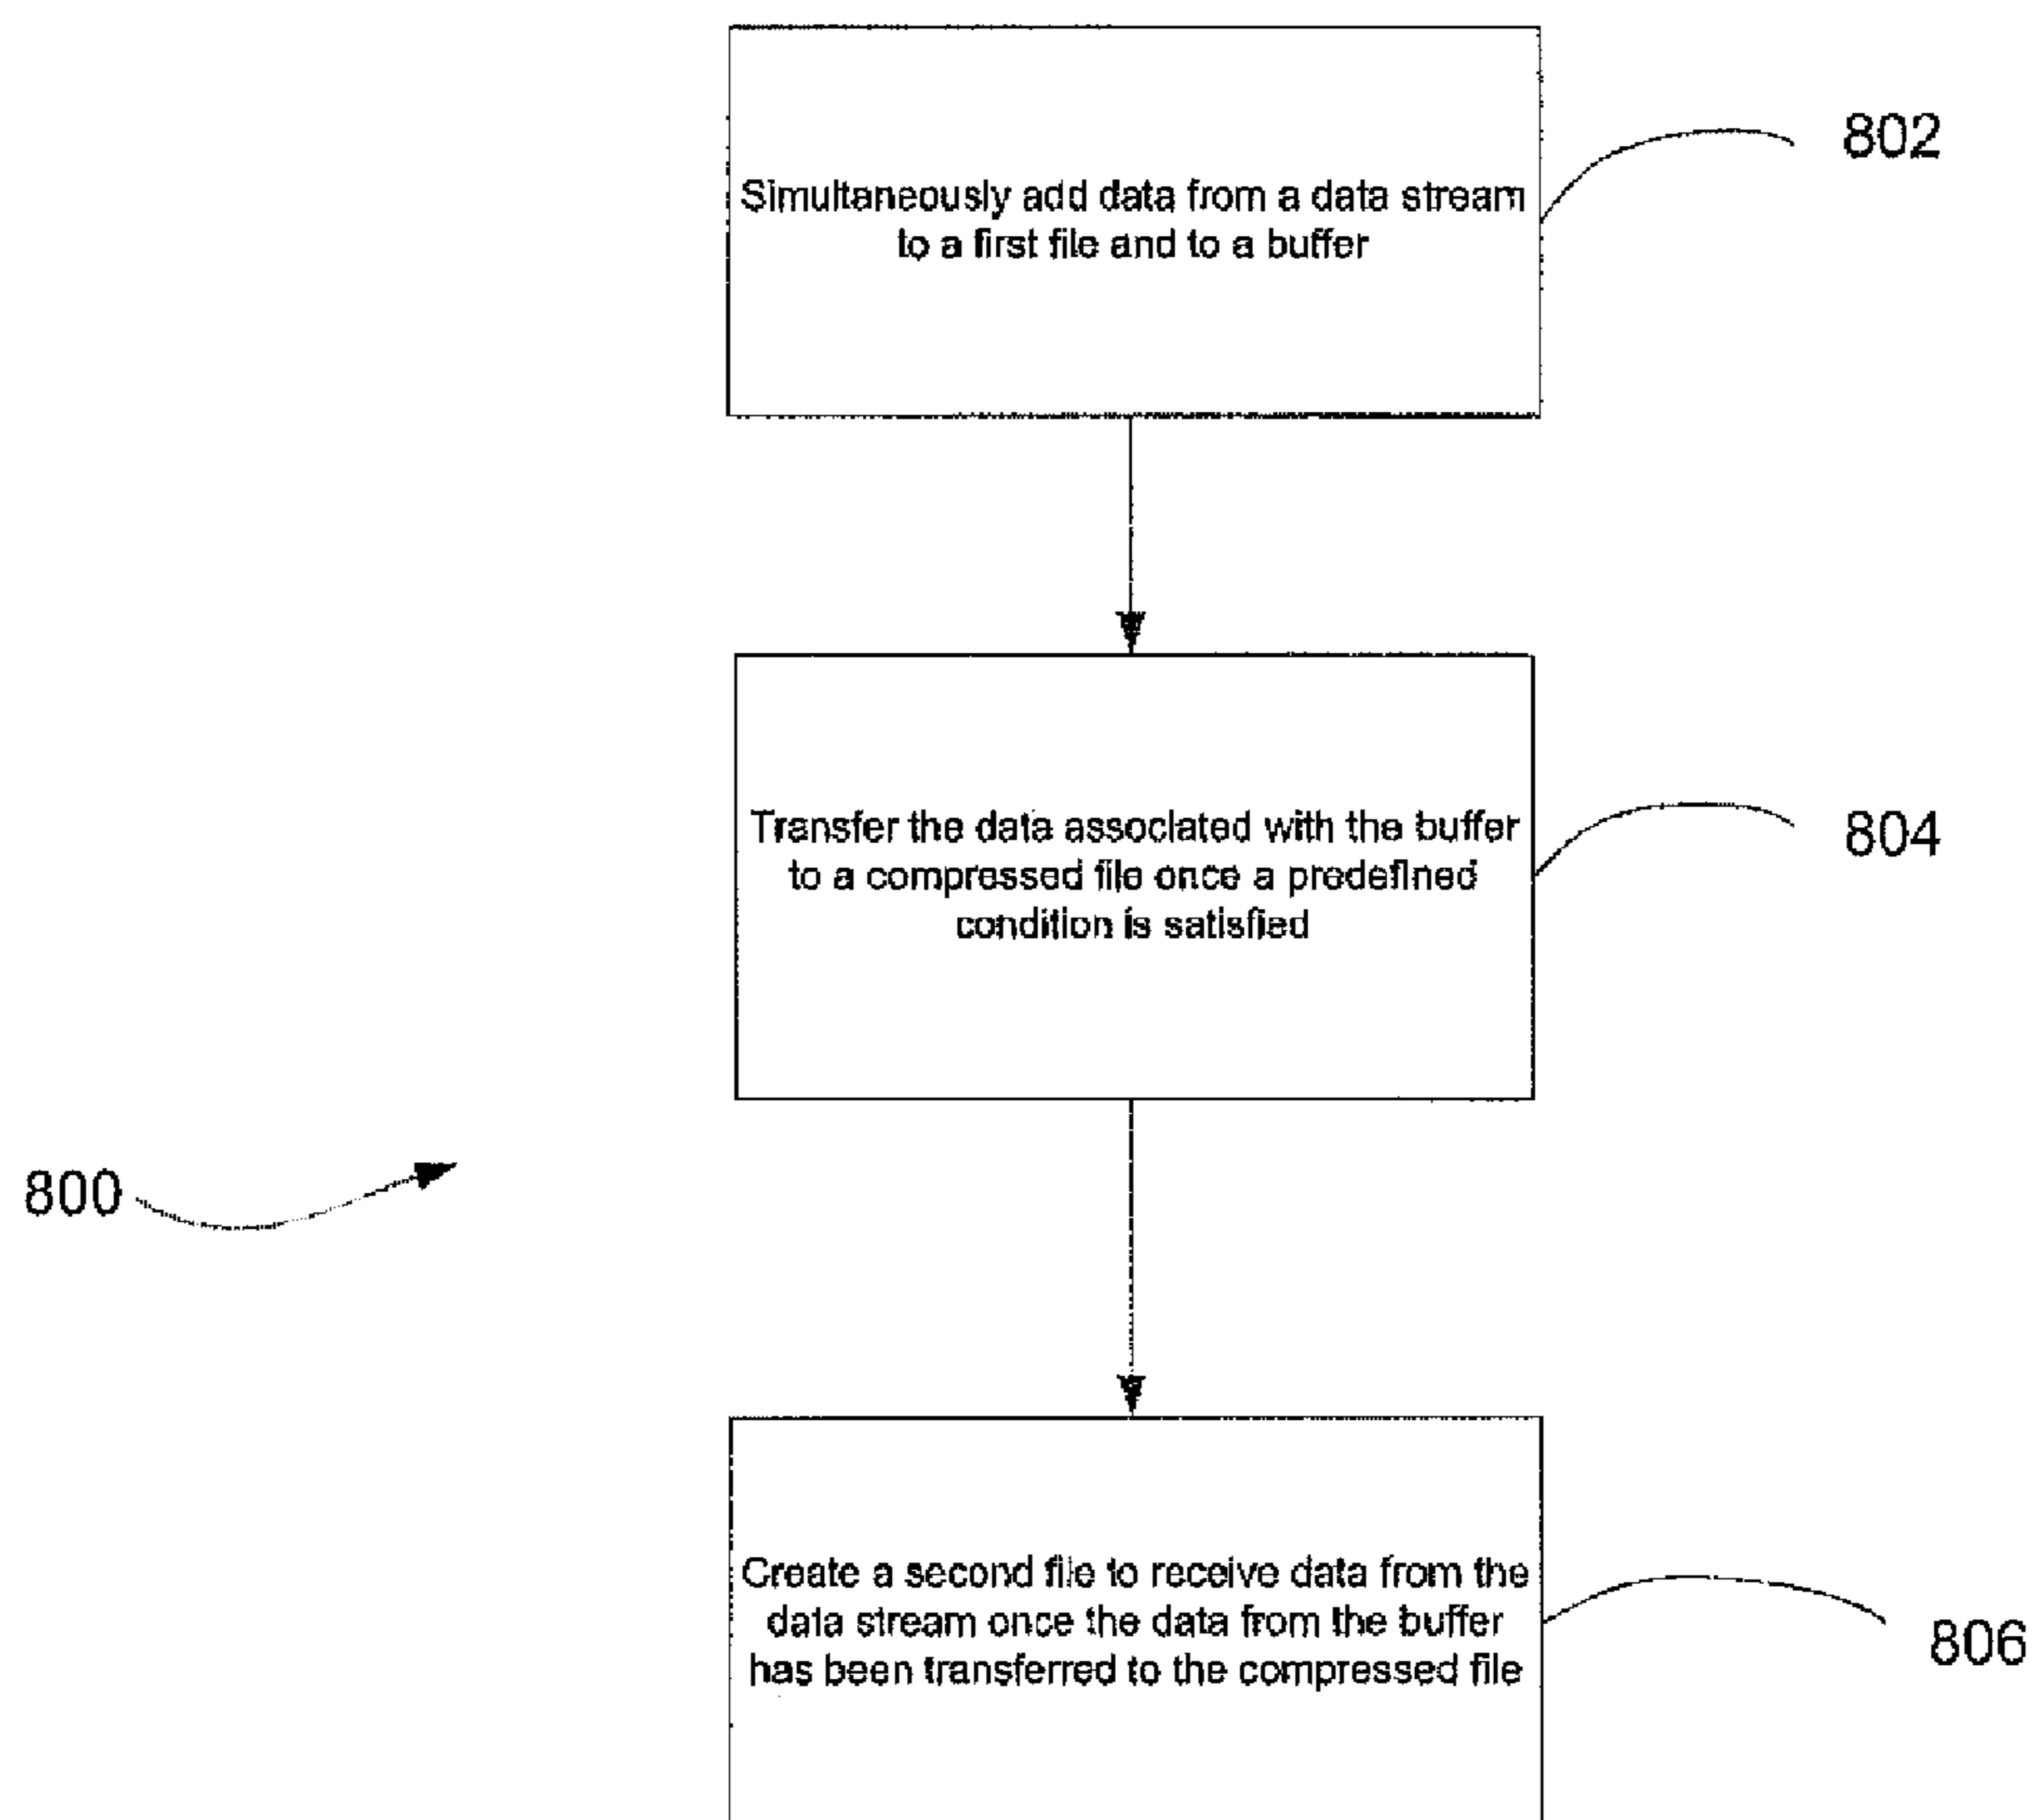 Simultaneously add data from a data stream
to a first file and to a buffer
802
Transfer the data associated with the buffer
to a compressed file once a predefined
condition is satisfied
804
800
Create a second file to receive data from the
data stream once the data from the buffer
has been transferred to the compressed file
806